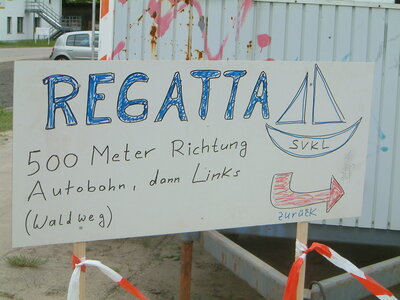 REGATTA
SVKL
500 Meter Richtung
Autobahn, dann Links
(Waldweg)
zurück